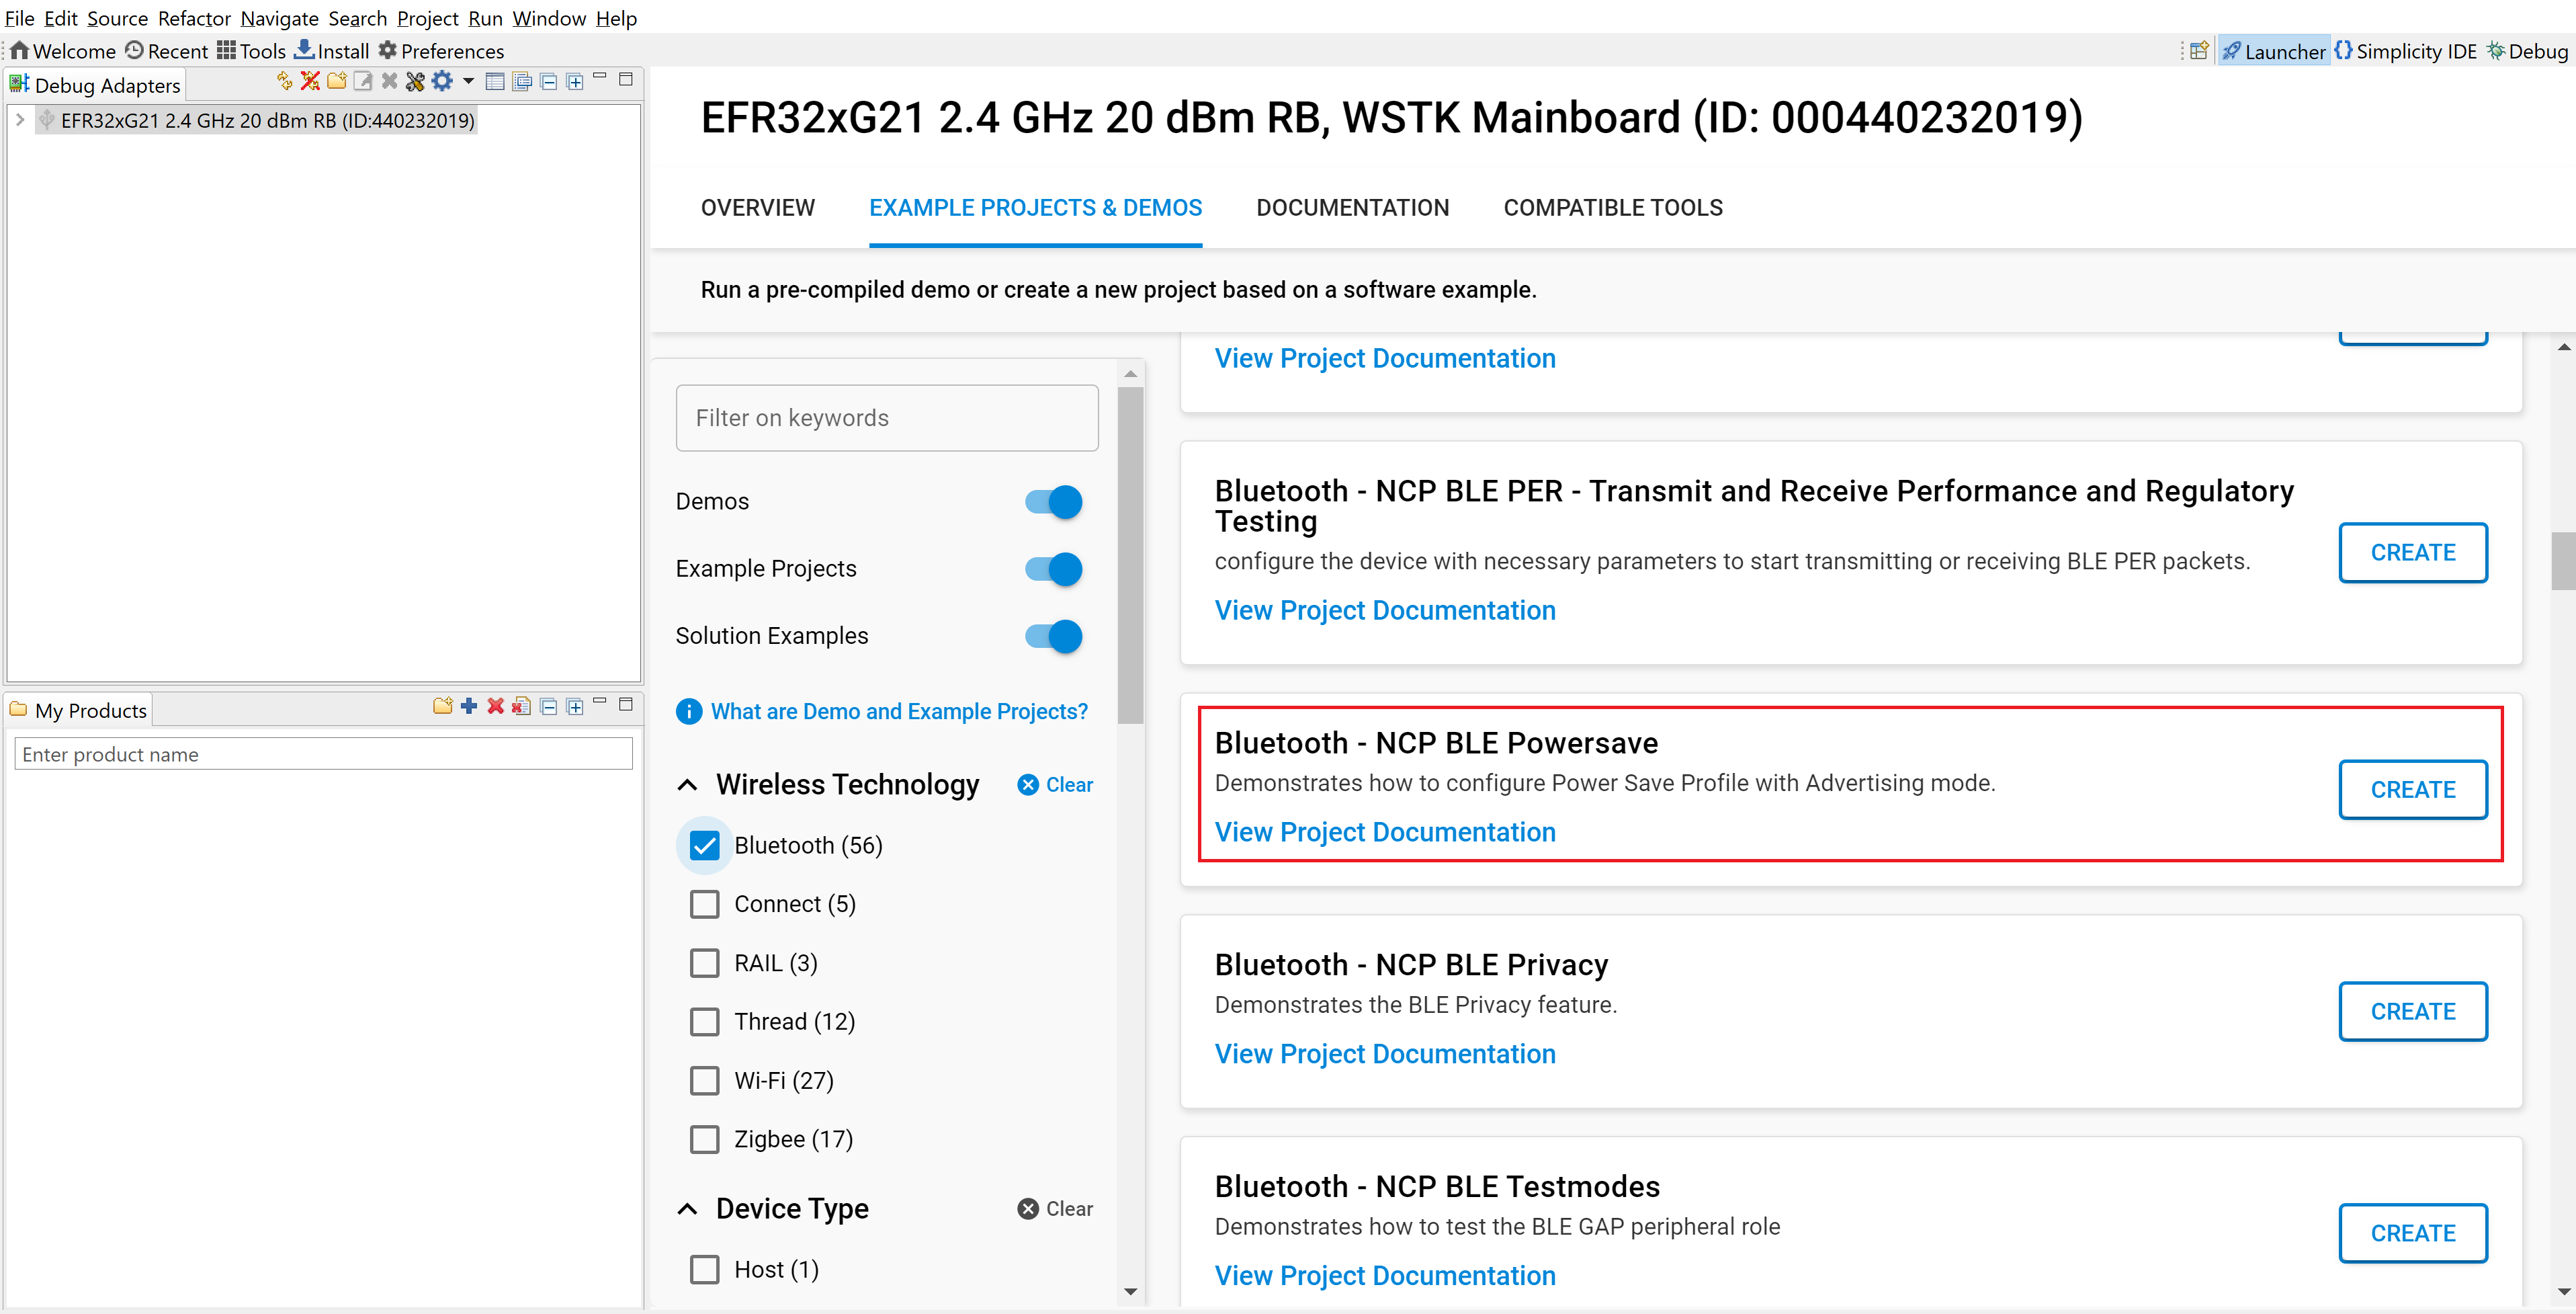 File Edit Source Refactor Navigate Search Project Run Window Help
Welcome Recent Tools Install Preferences
Launcher {} Simplicity IDE Debug
Debug Adapters
EFR32xG21 2.4 GHz 20 dBm RB (ID:440232019)
My Products
Enter product name
EFR32xG21 2.4 GHz 20 dBm RB, WSTK Mainboard (ID: 000440232019)
OVERVIEW EXAMPLE PROJECTS & DEMOS DOCUMENTATION COMPATIBLE TOOLS
Run a pre-compiled demo or create a new project based on a software example.
Filter on keywords
Demos
Example Projects
Solution Examples
What are Demo and Example Projects?
Wireless Technology Clear
Bluetooth (56)
Connect (5)
RAIL (3)
Thread (12)
Wi-Fi (27)
Zigbee (17)
Device Type Clear
Host (1)
View Project Documentation
Bluetooth - NCP BLE PER - Transmit and Receive Performance and Regulatory
Testing
configure the device with necessary parameters to start transmitting or receiving BLE PER packets.
View Project Documentation
CREATE
Bluetooth - NCP BLE Powersave
Demonstrates how to configure Power Save Profile with Advertising mode.
View Project Documentation
CREATE
Bluetooth - NCP BLE Privacy
Demonstrates the BLE Privacy feature.
View Project Documentation
CREATE
Bluetooth - NCP BLE Testmodes
Demonstrates how to test the BLE GAP peripheral role
View Project Documentation
CREATE